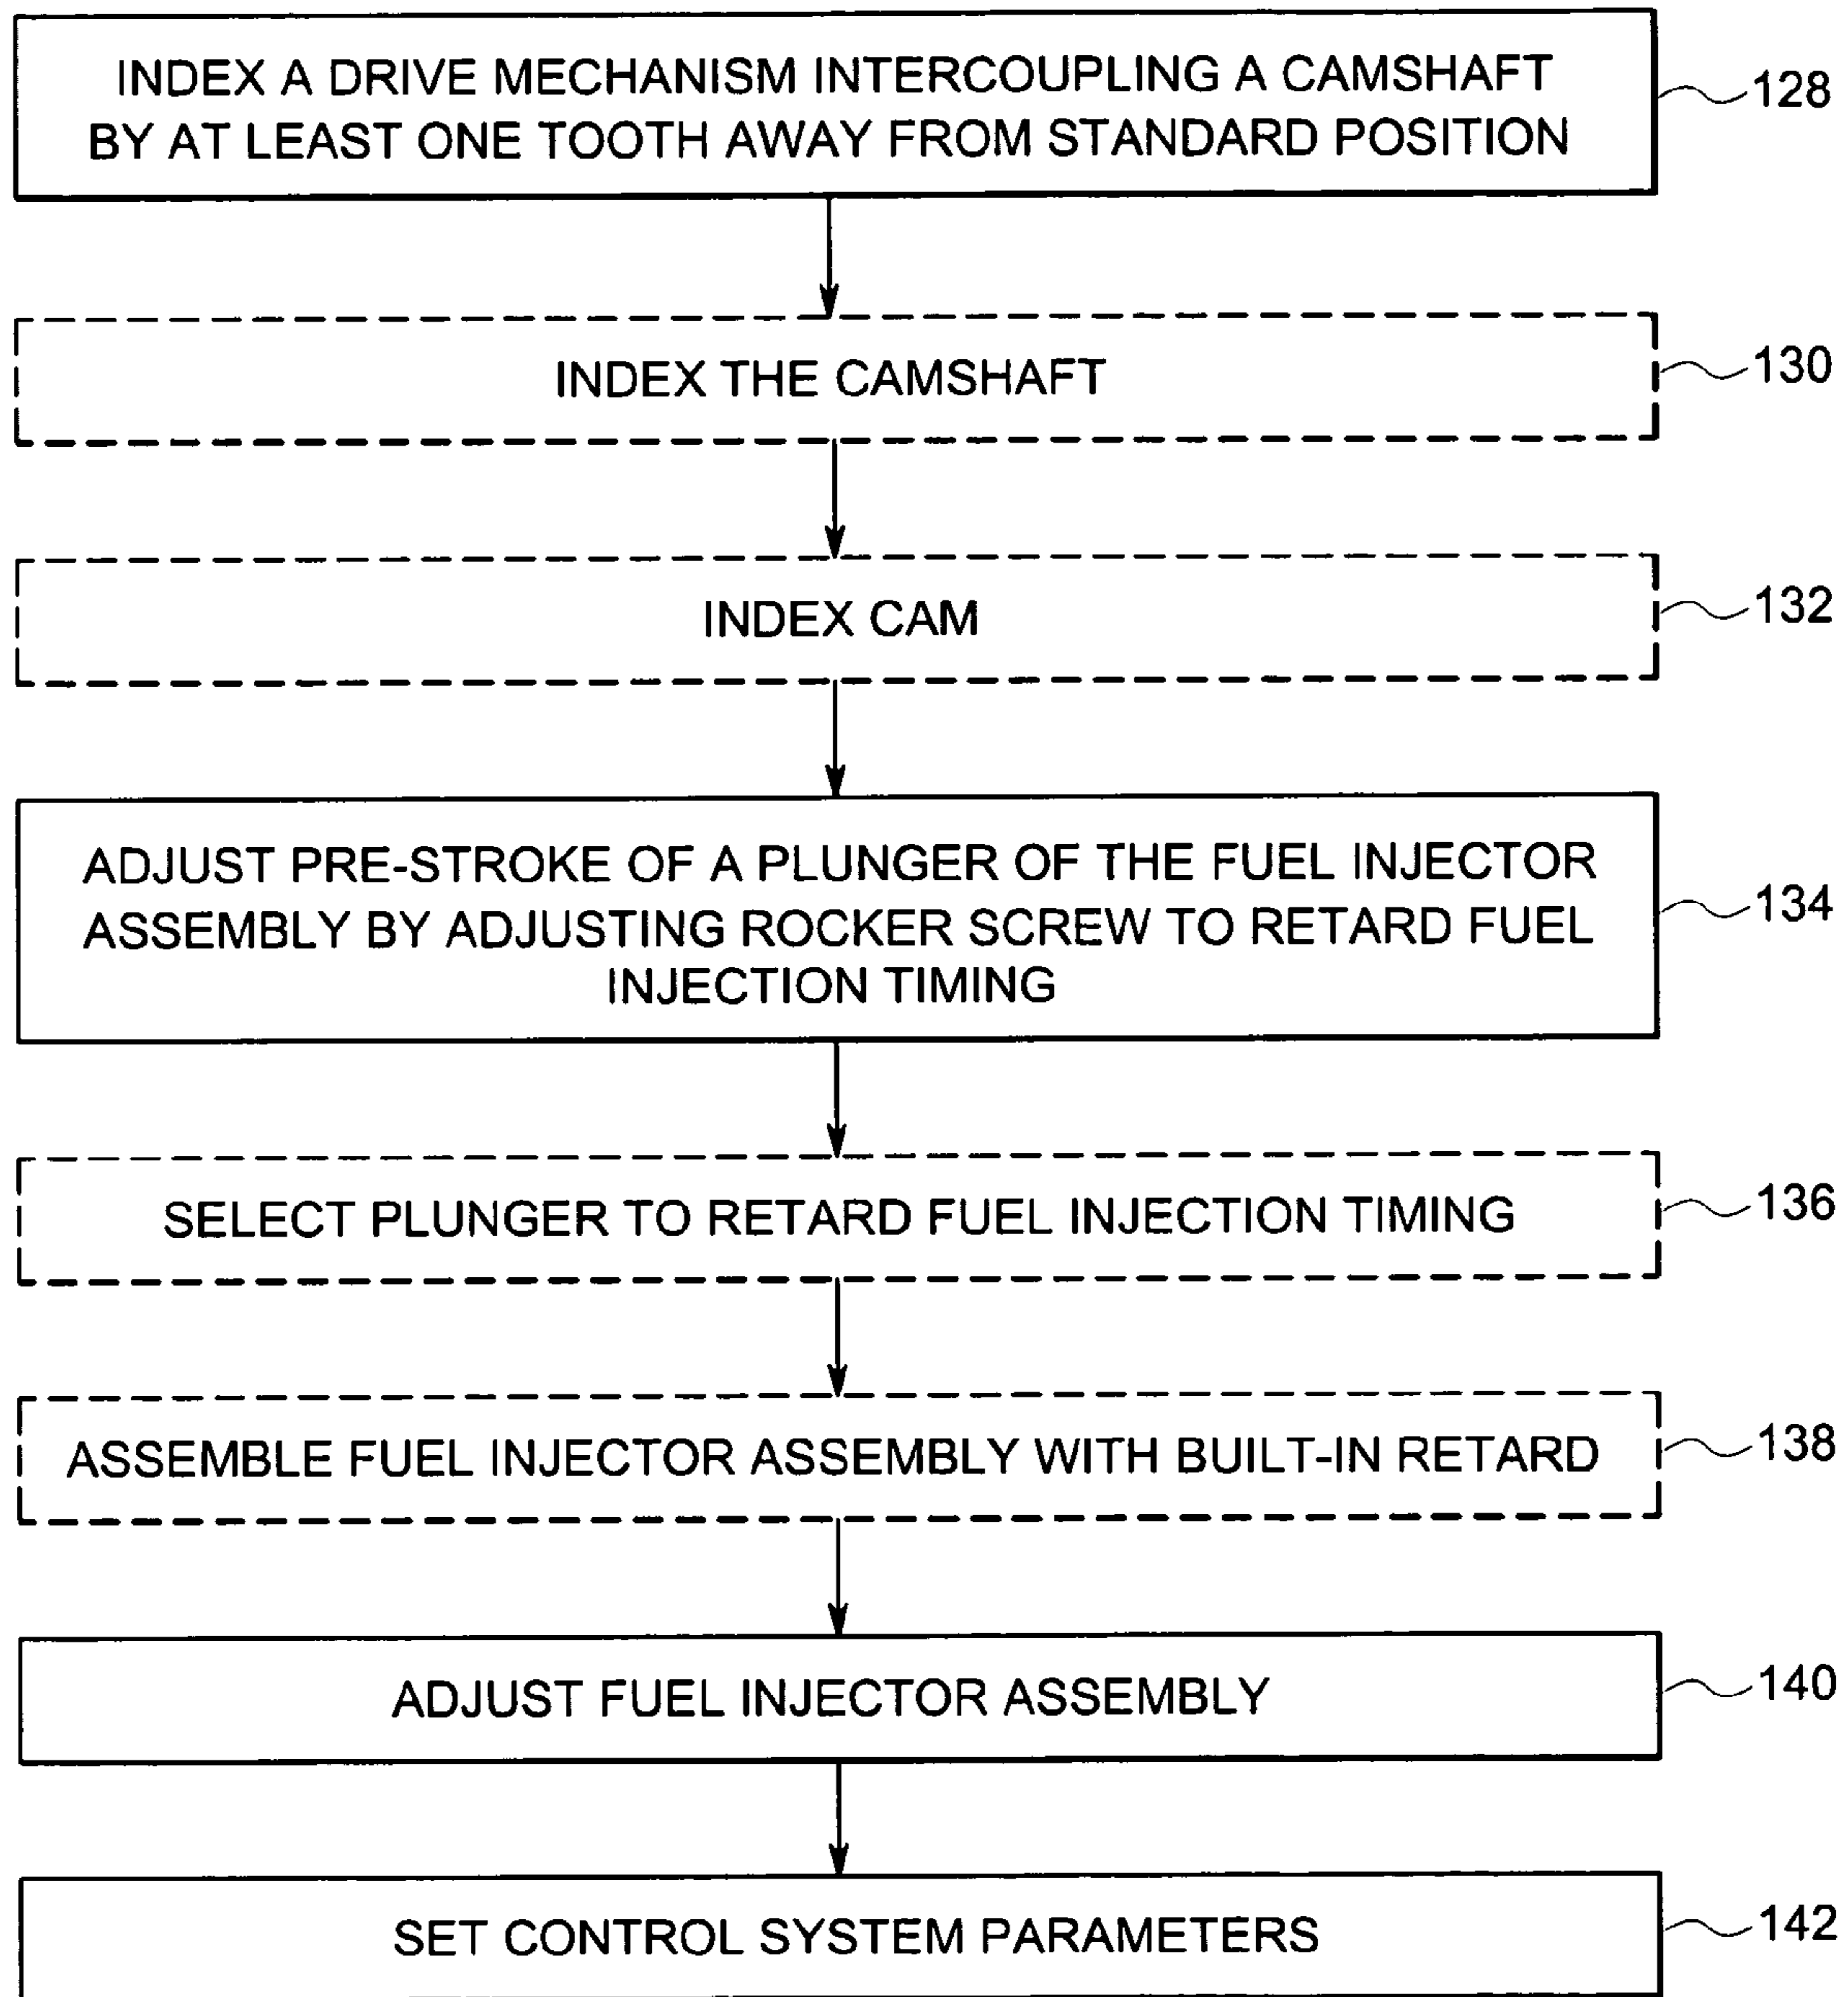 INDEX A DRIVE MECHANISM INTERCOUPLING A CAMSHAFT
BY AT LEAST ONE TOOTH AWAY FROM STANDARD POSITION
128
INDEX THE CAMSHAFT
130
INDEX CAM
132
ADJUST PRE-STROKE OF A PLUNGER OF THE FUEL INJECTOR
ASSEMBLY BY ADJUSTING ROCKER SCREW TO RETARD FUEL
INJECTION TIMING
134
SELECT PLUNGER TO RETARD FUEL INJECTION TIMING
136
ASSEMBLE FUEL INJECTOR ASSEMBLY WITH BUILT-IN RETARD
138
ADJUST FUEL INJECTOR ASSEMBLY
140
SET CONTROL SYSTEM PARAMETERS
142